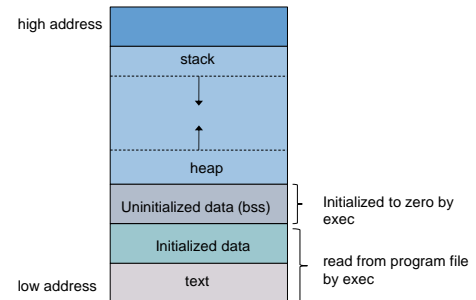 high address
stack
heap
Uninitialized data (bss)
Initialized to zero by
exec
Initialized data
read from program file
by exec
text
low address